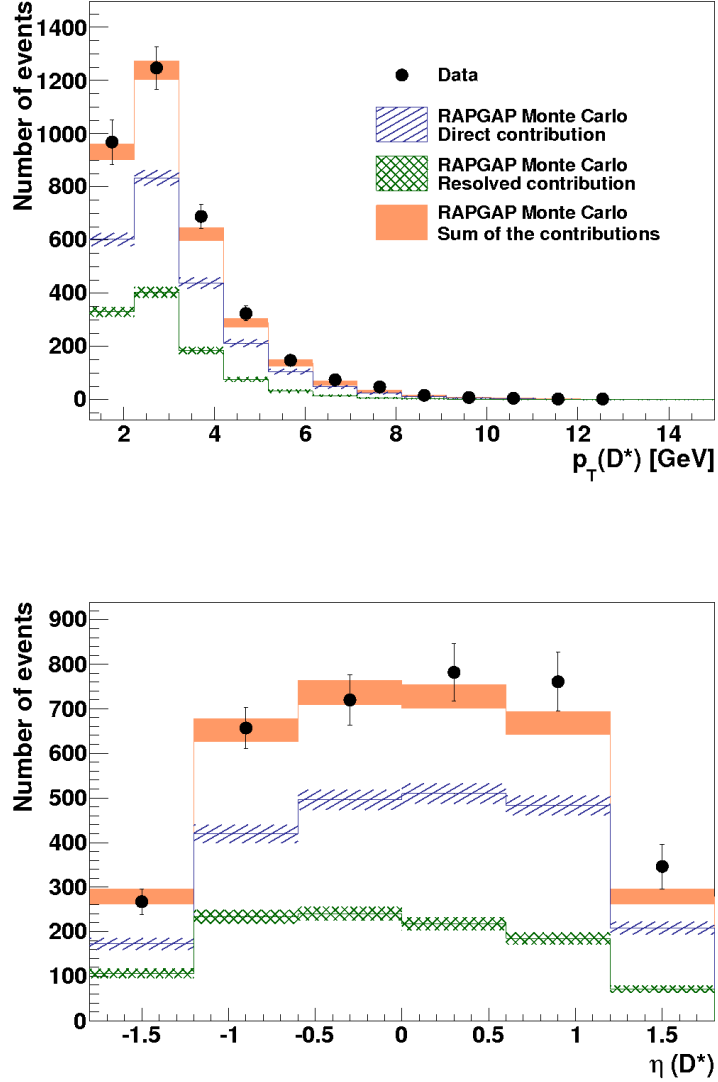 Number of events
1400
1200
1000
800
600
400
200
0
Data
RAPGAP Monte Carlo
Direct contribution
RAPGAP Monte Carlo
Resolved contribution
RAPGAP Monte Carlo
Sum of the contributions
2 4 6 8 10 12 14
p_T(D*) [GeV]
Number of events
900
800
700
600
500
400
300
200
100
0
-1.5 -1 -0.5 0 0.5 1 1.5
η (D*)